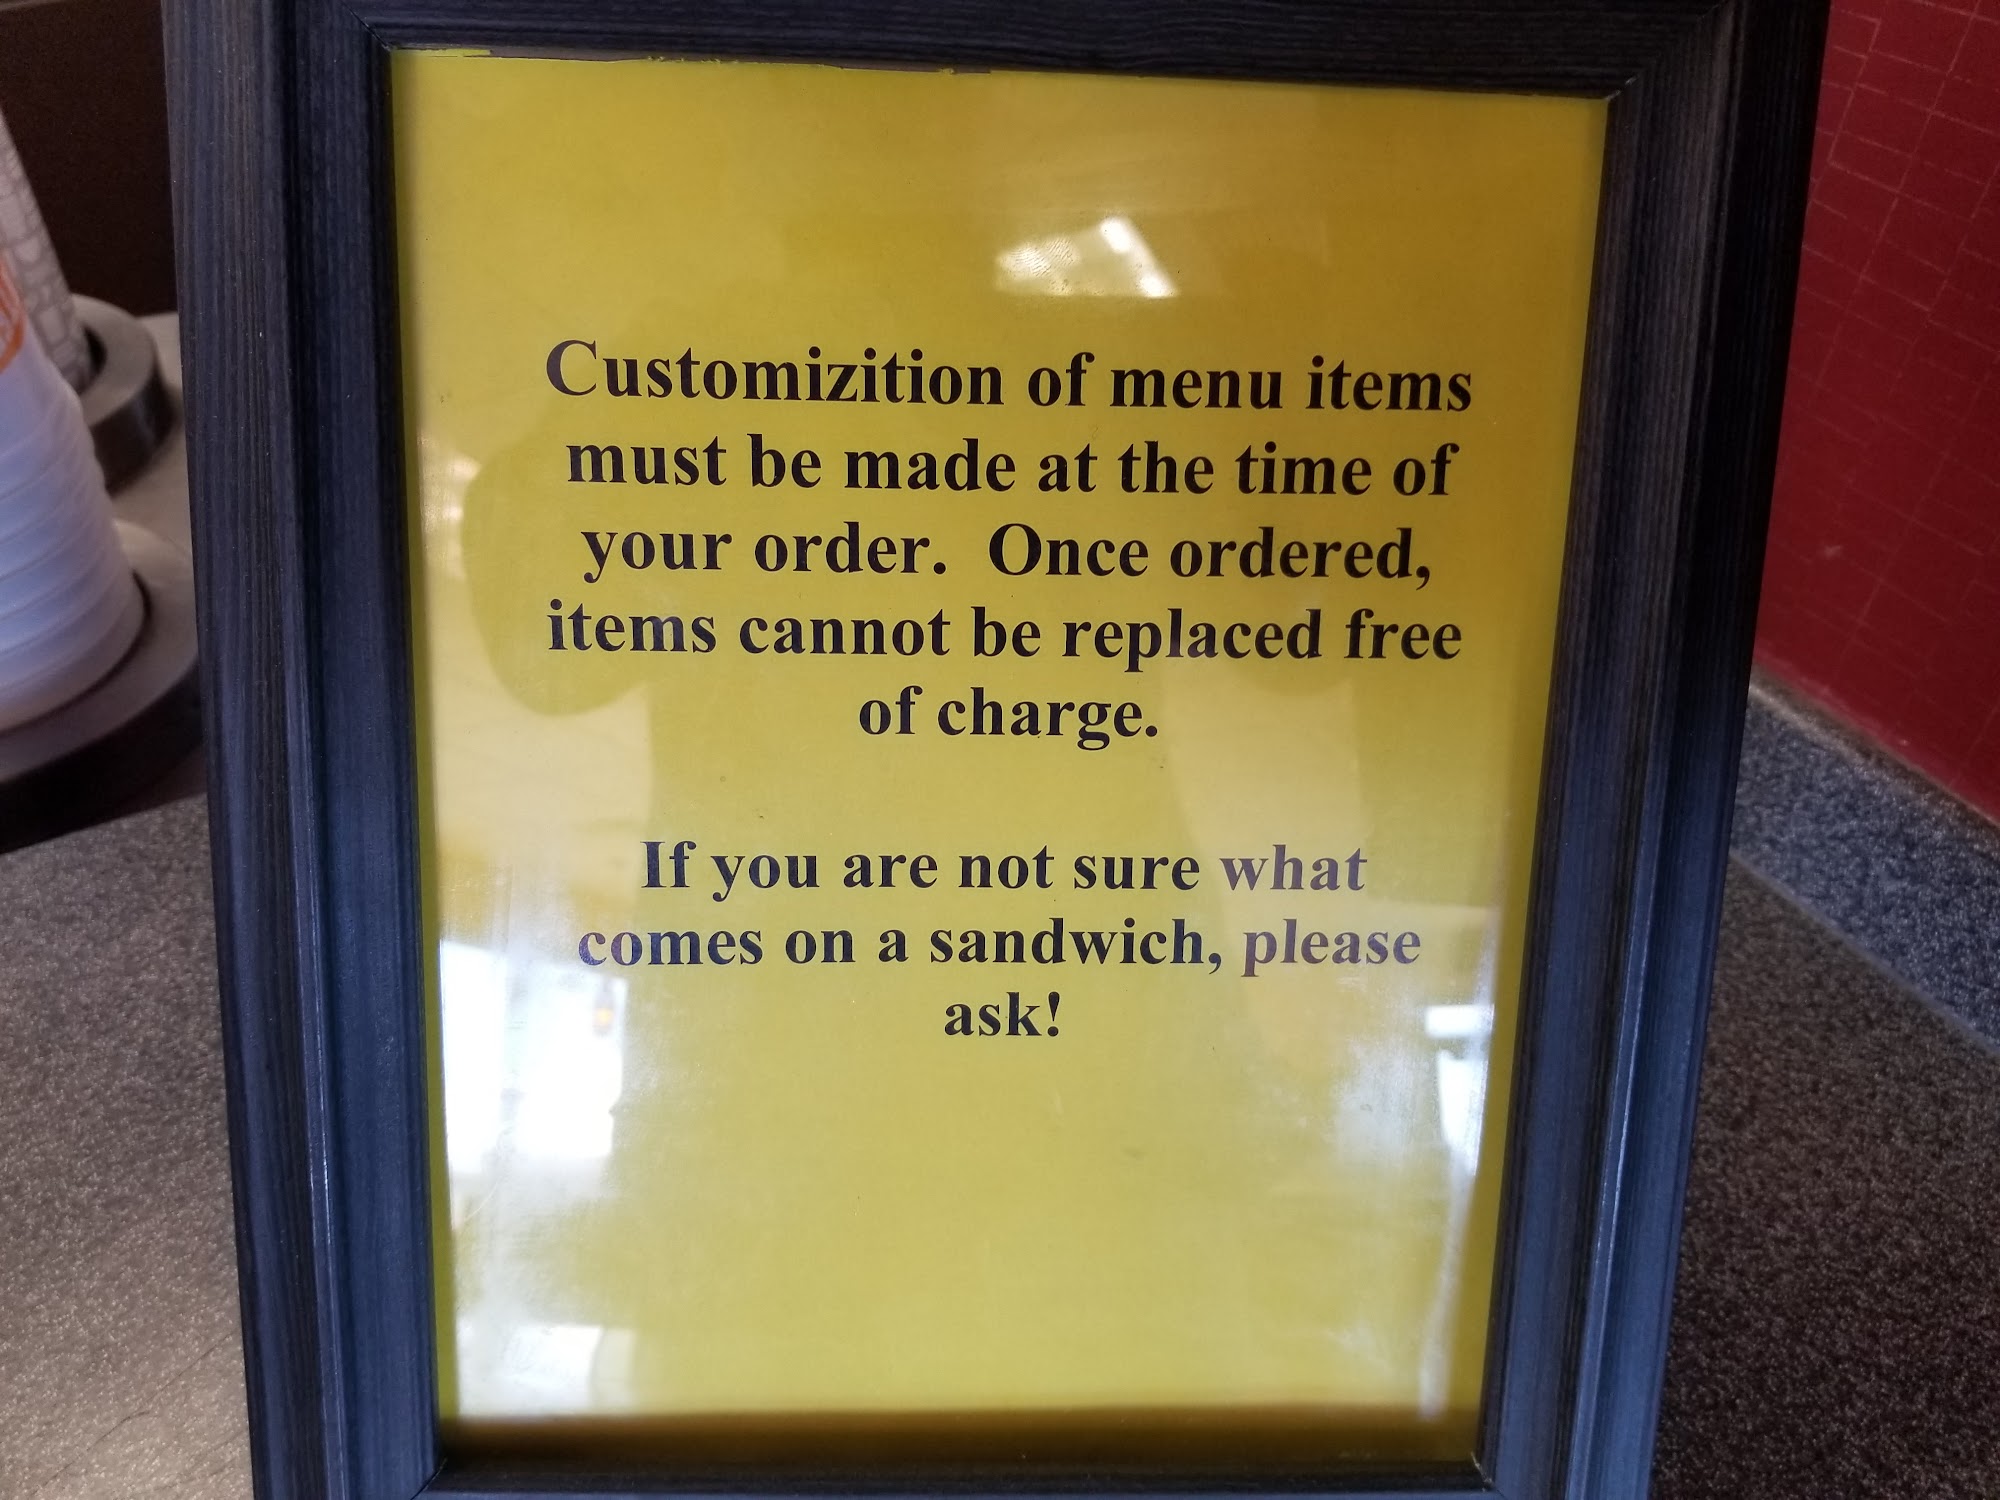 Customizition of menu items
must be made at the time of
your order.  Once ordered,
items cannot be replaced free
of charge.
If you are not sure what
comes on a sandwich, please
ask!